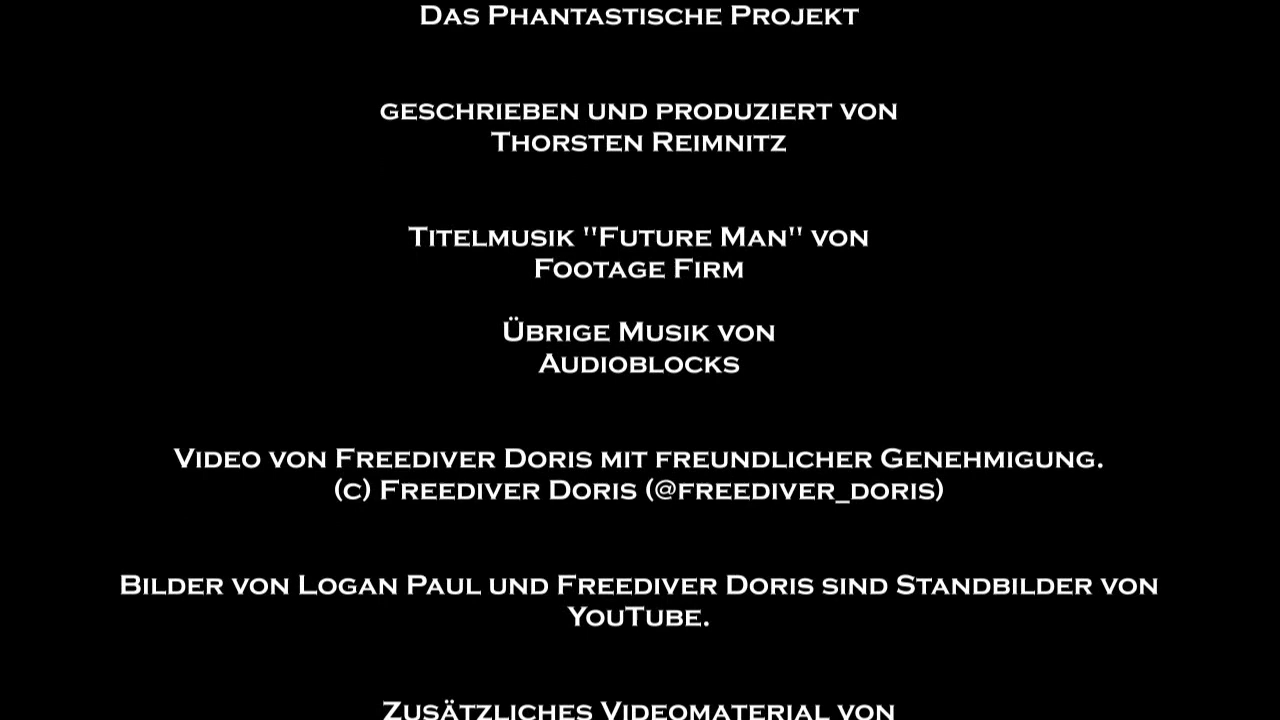 Das Phantastische Projekt
geschrieben und produziert von
Thorsten Reimnitz
Titelmusik "Future Man" von
Footage Firm
Übrige Musik von
Audioblocks
Video von Freediver Doris mit freundlicher Genehmigung.
(c) Freediver Doris (@freediver_doris)
Bilder von Logan Paul und Freediver Doris sind Standbilder von
YouTube.
Zusätzliches Videomaterial von